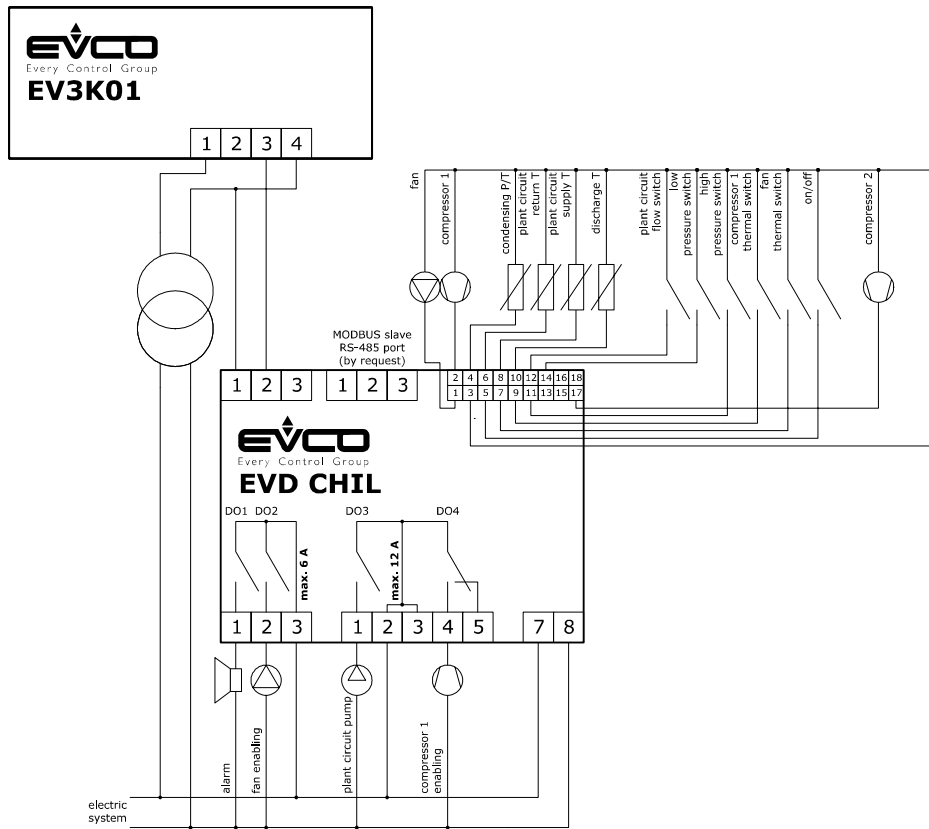 EVCO
Every Control Group
EV3K01
1 2 3 4
fan
compressor 1
condensing P/T
plant circuit
return T
plant circuit
supply T
discharge T
plant circuit
flow switch
low
pressure switch
high
pressure switch
compressor 1
thermal switch
fan
thermal switch
on/off
compressor 2
MODBUS slave
RS-485 port
(by request)
1 2 3
1 2 3
2 4 6 8 10 12 14 16 18
1 3 5 7 9 11 13 15 17
EVCO
Every Control Group
EVD CHIL
DO1 DO2
DO3
DO4
max. 6 A
max. 12 A
1 2 3
1 2 3 4 5
7 8
alarm
fan enabling
plant circuit pump
compressor 1
enabling
electric
system